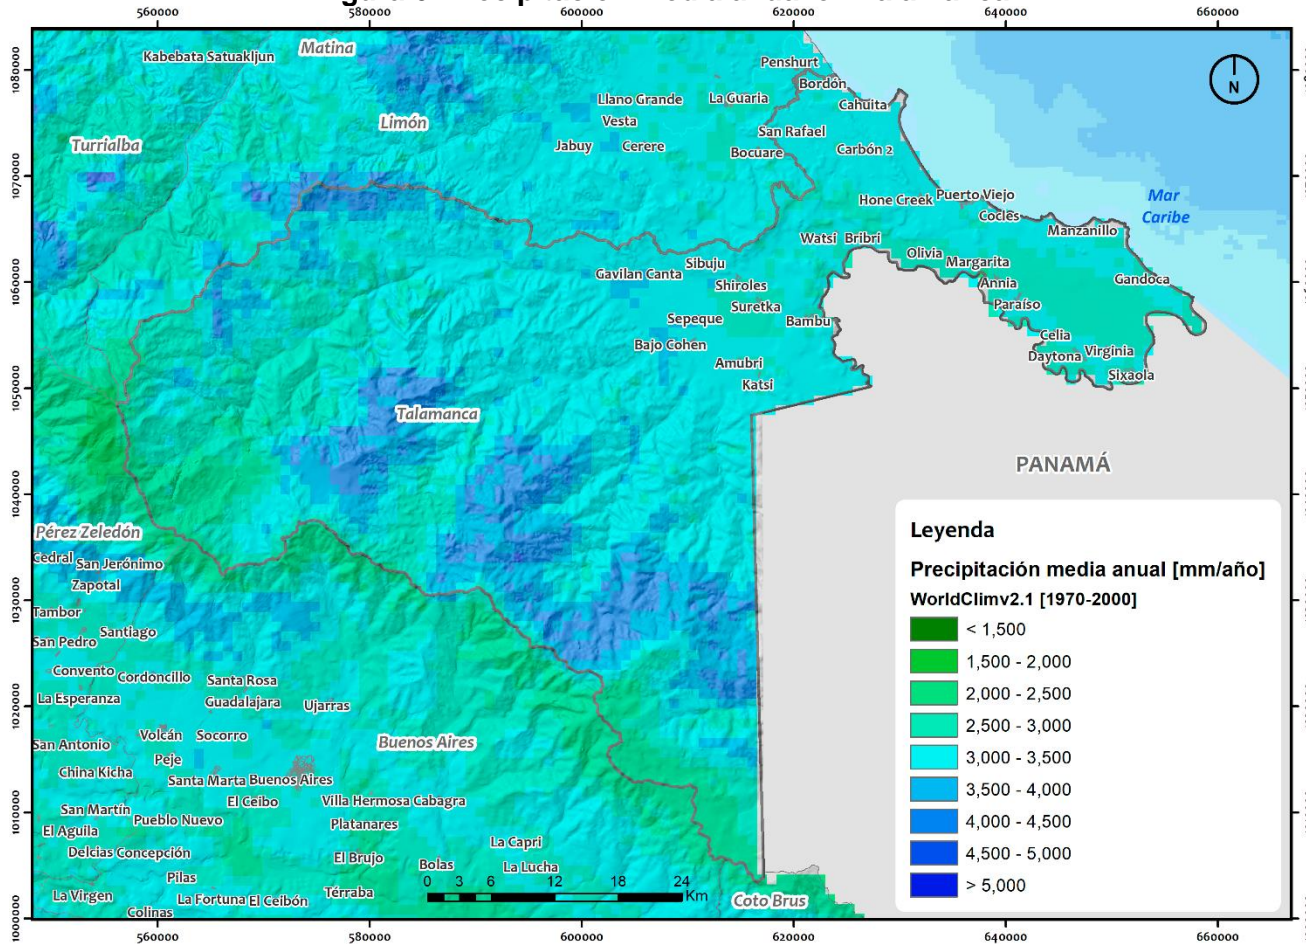 560000 580000 600000 620000 640000 660000
1080000
1070000
1060000
1050000
1040000
1030000
1020000
1010000
1000000
Kabebata Satuakljun
Matina
Penshurt
Bordón
Llano Grande
La Guaria
Cahuita
Vesta
Limón
San Rafael
Turrialba
Jabuy
Cerere
Bocuare
Carbón 2
Hone Creek
Puerto Viejo
Mar
Caribe
Cocles
Manzanillo
Watsi
Bribri
Olivia
Margarita
Sibuju
Gavilan Canta
Shiroles
Annia
Gandoca
Suretka
Paraíso
Sepeque
Bambu
Bajo Cohen
Celia
Amubri
Daytona
Virginia
Katsi
Sixaola
Talamanca
PANAMÁ
Pérez Zeledón
Cedral
San Jerónimo
Zapotal
Tambor
San Pedro
Santiago
Convento
Cordoncillo
Santa Rosa
La Esperanza
Guadalajara
Ujarras
San Antonio
Volcán
Socorro
Buenos Aires
Peje
China Kicha
Santa Marta
Buenos Aires
El Ceibo
Villa Hermosa
Cabagra
San Martín
Pueblo Nuevo
Platanares
El Aguila
Delcias
Concepción
El Brujo
La Capri
Bolas
La Lucha
Pilas
La Virgen
La Fortuna
El Ceibón
Térraba
Colinas
Coto Brus
0 3 6 12 18 24
Km
N
Leyenda
Precipitación media anual [mm/año]
WorldClimv2.1 [1970-2000]
< 1,500
1,500 - 2,000
2,000 - 2,500
2,500 - 3,000
3,000 - 3,500
3,500 - 4,000
4,000 - 4,500
4,500 - 5,000
> 5,000
560000 580000 600000 620000 640000 660000